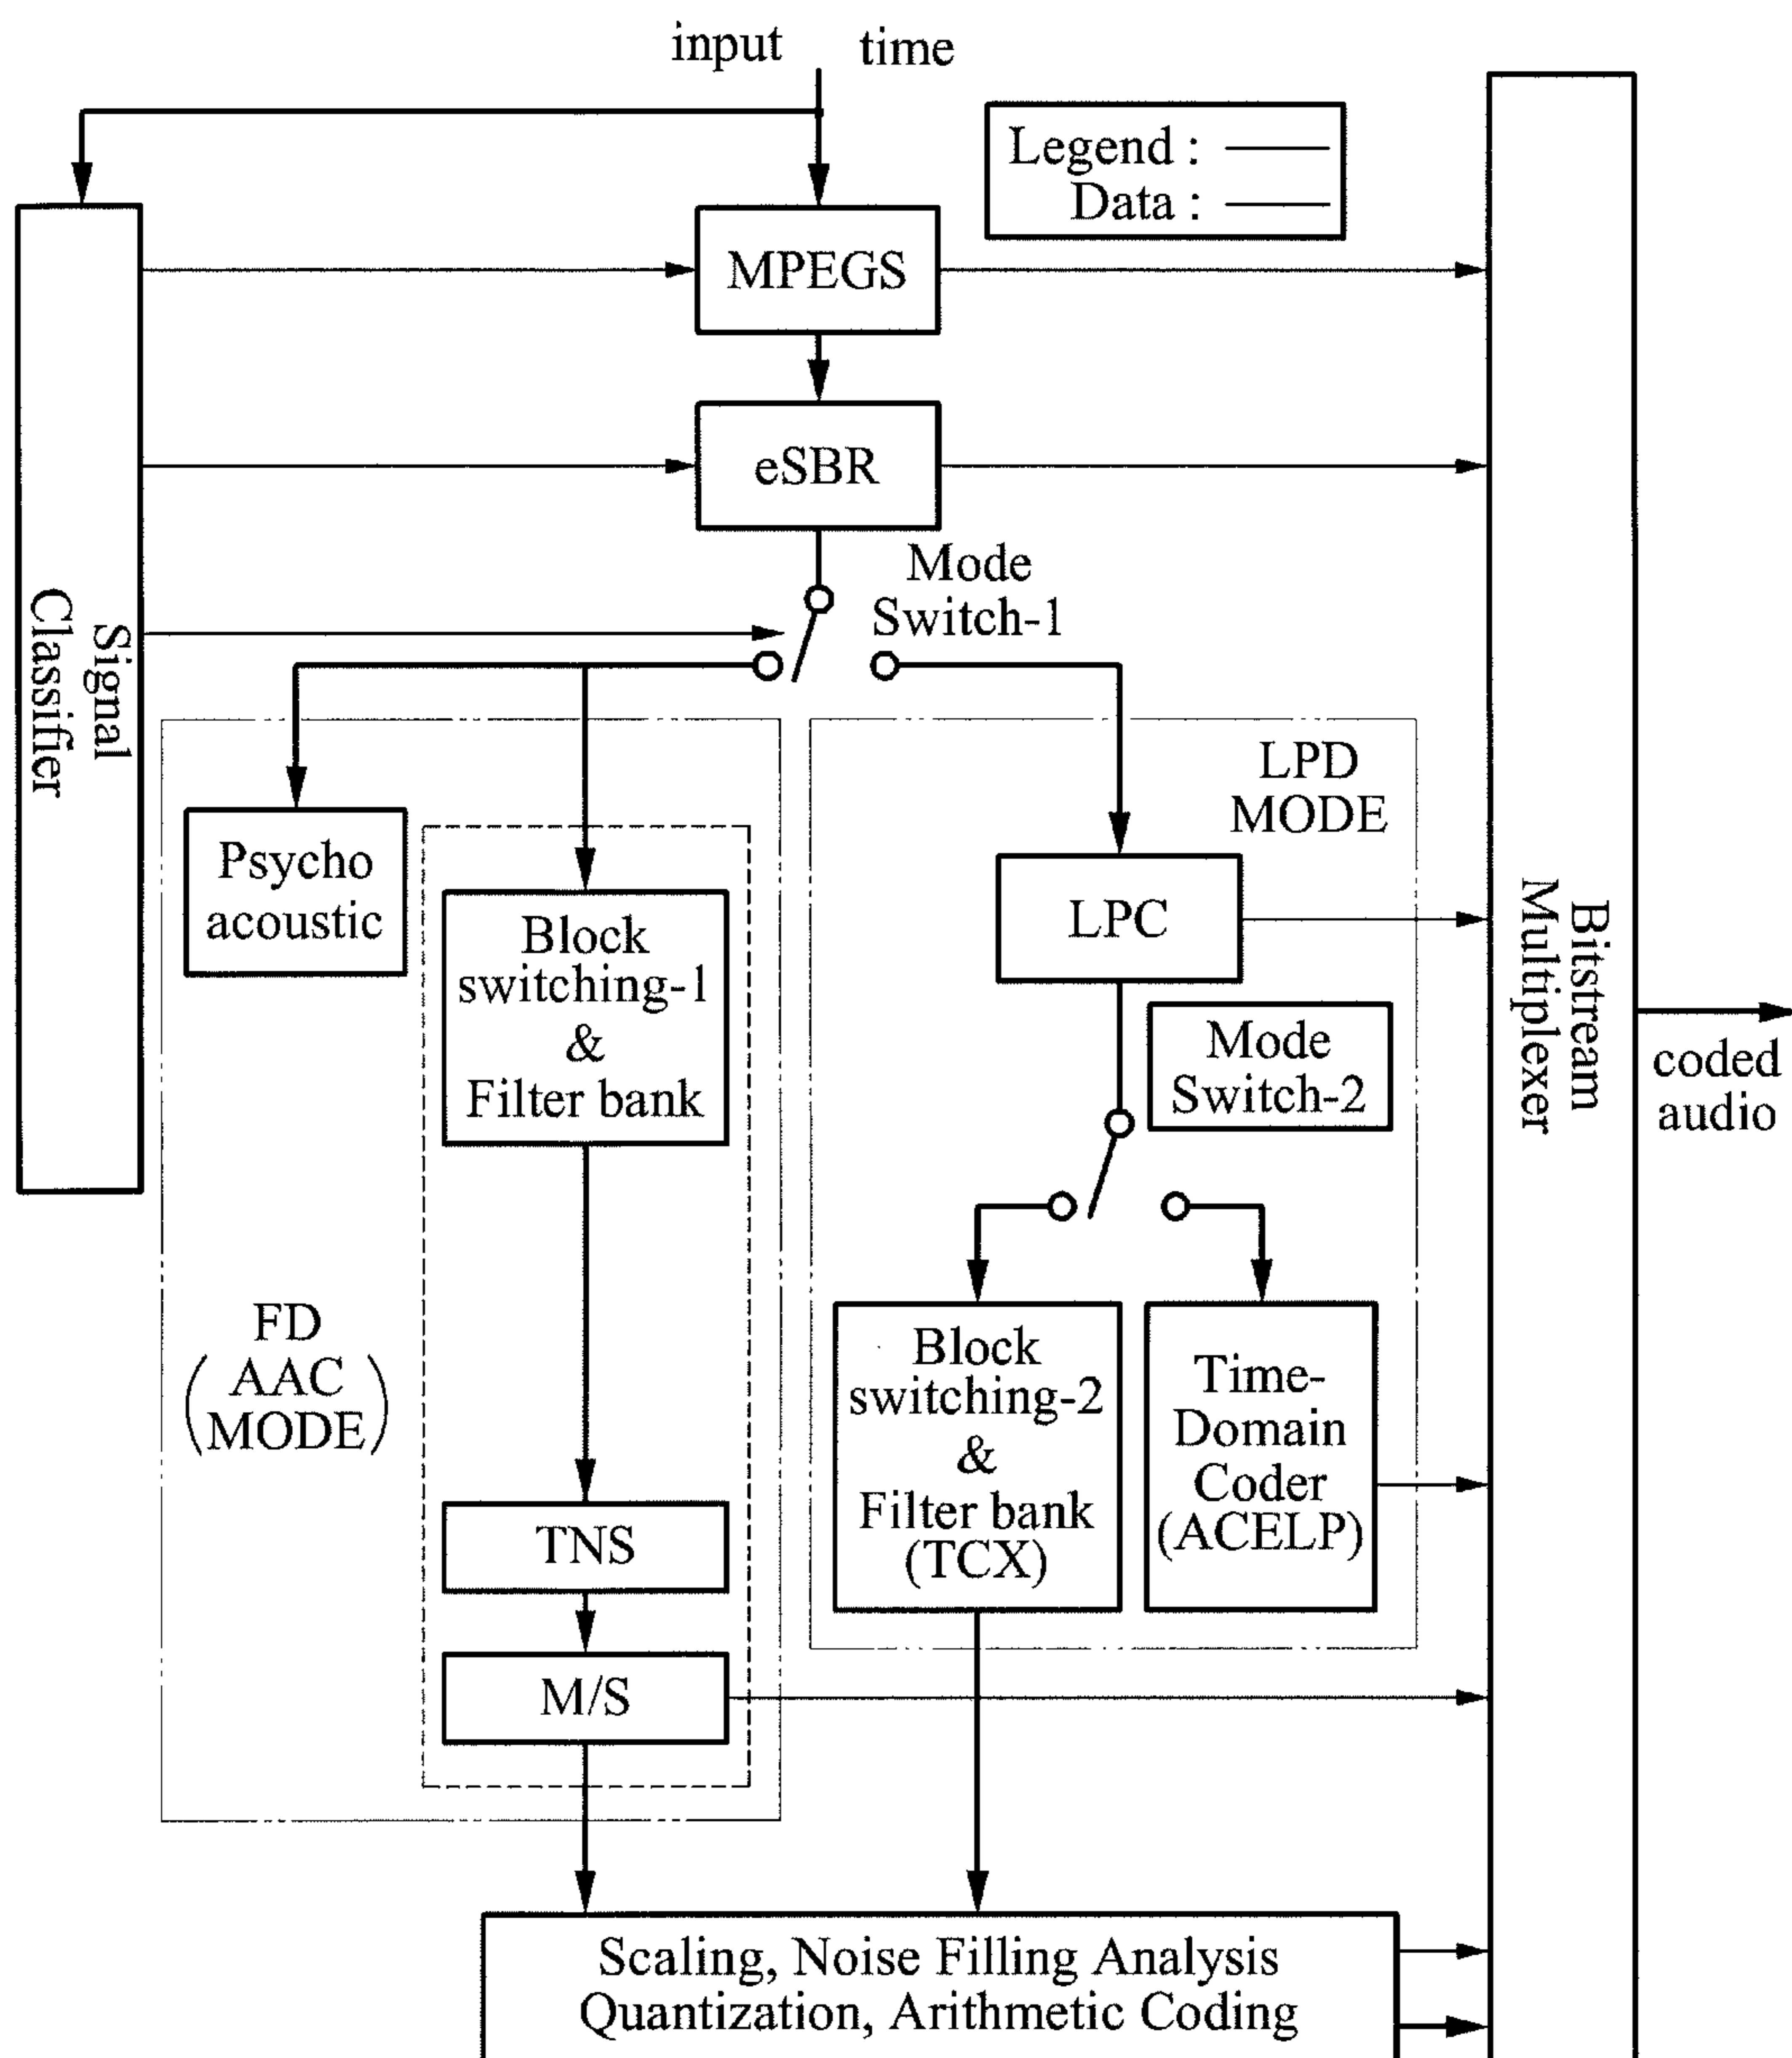 input time
Legend :
Data :
MPEGS
eSBR
Mode
Switch-1
Signal
Classifier
LPD
MODE
Psycho
acoustic
Block
switching-1
&
Filter bank
LPC
Mode
Switch-2
Bitstream
Multiplexer
coded
audio
FD
(AAC
MODE)
Block
switching-2
&
Filter bank
(TCX)
Time-
Domain
Coder
(ACELP)
TNS
M/S
Scaling, Noise Filling Analysis
Quantization, Arithmetic Coding